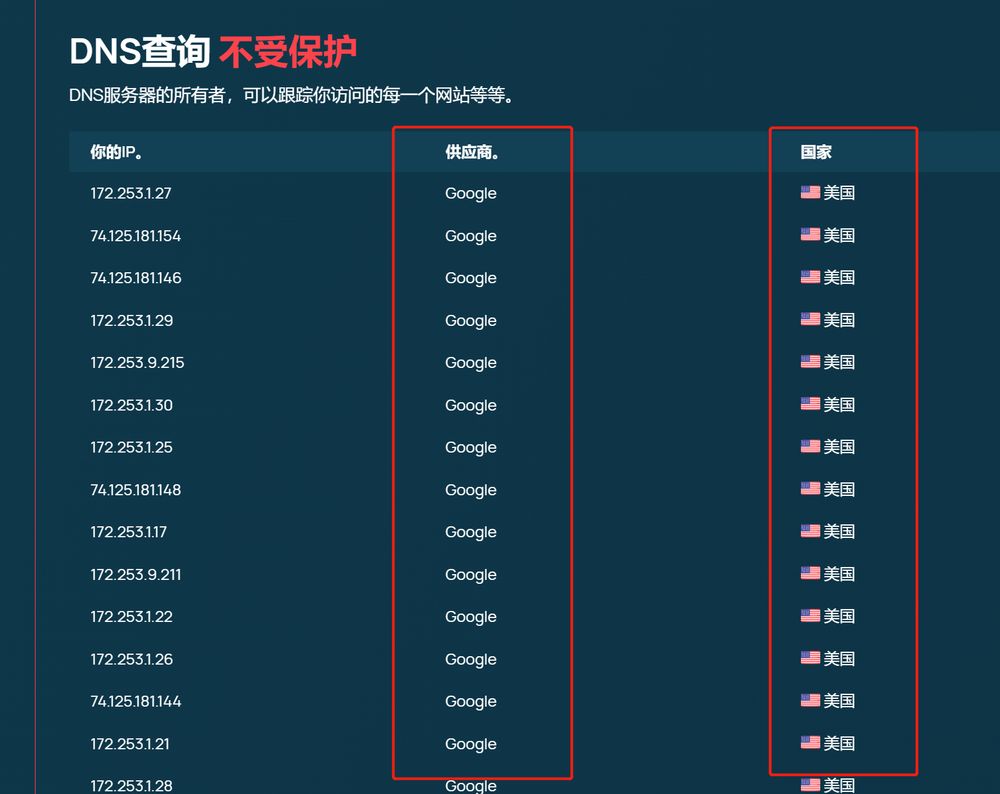 DNS查询 不受保护
DNS服务器的所有者，可以跟踪你访问的每一个网站等等。
你的IP。 供应商。 国家
172.253.1.27 Google 美国
74.125.181.154 Google 美国
74.125.181.146 Google 美国
172.253.1.29 Google 美国
172.253.9.215 Google 美国
172.253.1.30 Google 美国
172.253.1.25 Google 美国
74.125.181.148 Google 美国
172.253.1.17 Google 美国
172.253.9.211 Google 美国
172.253.1.22 Google 美国
172.253.1.26 Google 美国
74.125.181.144 Google 美国
172.253.1.21 Google 美国
172.253.1.28 Google 美国